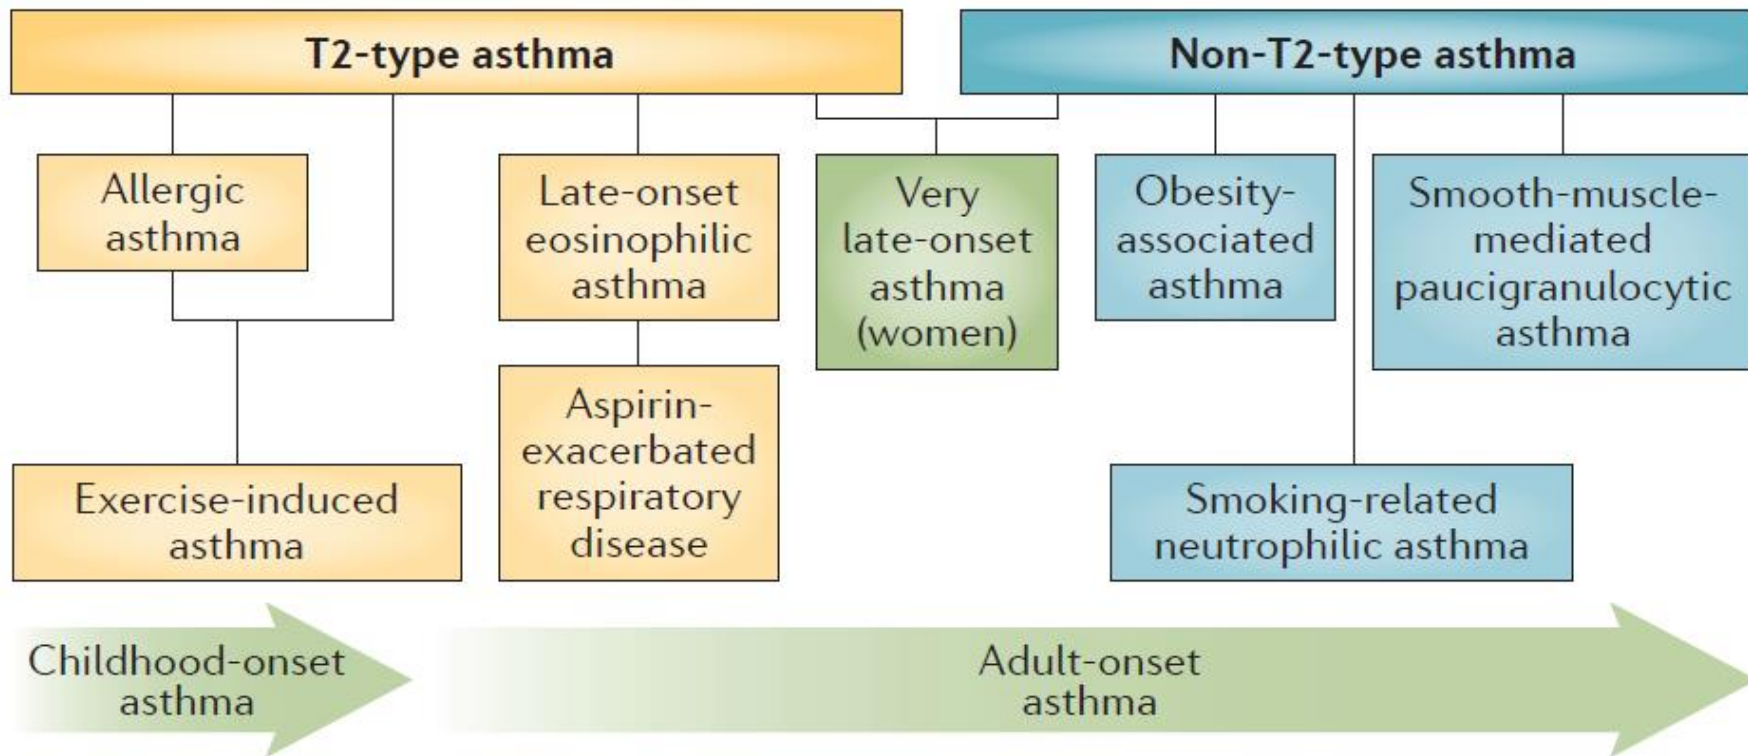 T2-type asthma
Non-T2-type asthma
Allergic
asthma
Late-onset
eosinophilic
asthma
Very
late-onset
asthma
(women)
Obesity-
associated
asthma
Smooth-muscle-
mediated
paucigranulocytic
asthma
Aspirin-
exacerbated
respiratory
disease
Exercise-induced
asthma
Smoking-related
neutrophilic asthma
Childhood-onset
asthma
Adult-onset
asthma